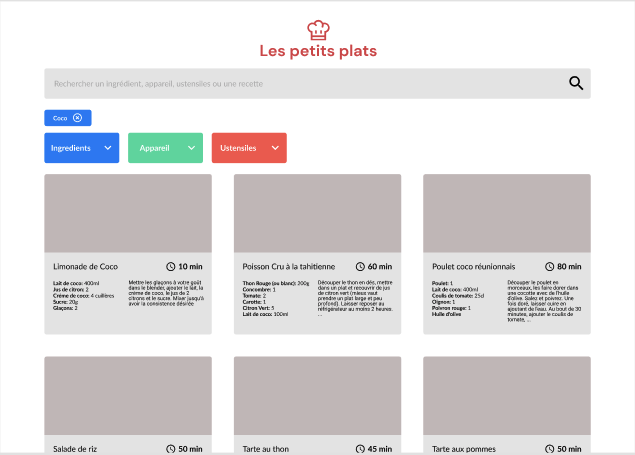 Les petits plats
Rechercher un ingrédient, appareil, ustensiles ou une recette
Coco
Ingredients
Appareil
Ustensiles
Limonade de Coco
10 min
Lait de coco: 400ml
Jus de citron: 2
Crème de coco: 4 cuillères
Sucre: 20g
Glaçons: 2
Mettre les glaçons à votre goût
dans le blender, ajouter le lait, la
crème de coco, le jus de 2
citrons et le sucre. Mixer jusqu'à
avoir la consistence désirée
Poisson Cru à la tahitienne
60 min
Thon Rouge (ou blanc): 200g
Concombre: 1
Tomate: 2
Carotte: 1
Citron Vert: 5
Lait de coco: 100ml
Découper le thon en dés, mettre
dans un plat et recouvrir de jus
de citron vert (mieux vaut
prendre un plat large et peu
profond). Laisser reposer au
réfrigérateur au moins 2 heures.
...
Poulet coco réunionnais
80 min
Poulet: 1
Lait de coco: 400ml
Coulis de tomate: 25cl
Oignon: 1
Poivron rouge: 1
Huile d'olive
Découper le poulet en
morceaux, les faire dorer dans
une cocotte avec de l'huile
d'olive. Salez et poivrez. Une
fois doré, laisser cuire en
ajoutant de l'eau. Au bout de 30
minutes, ajouter le coulis de
tomate, ...
Salade de riz
50 min
Tarte au thon
45 min
Tarte aux pommes
50 min